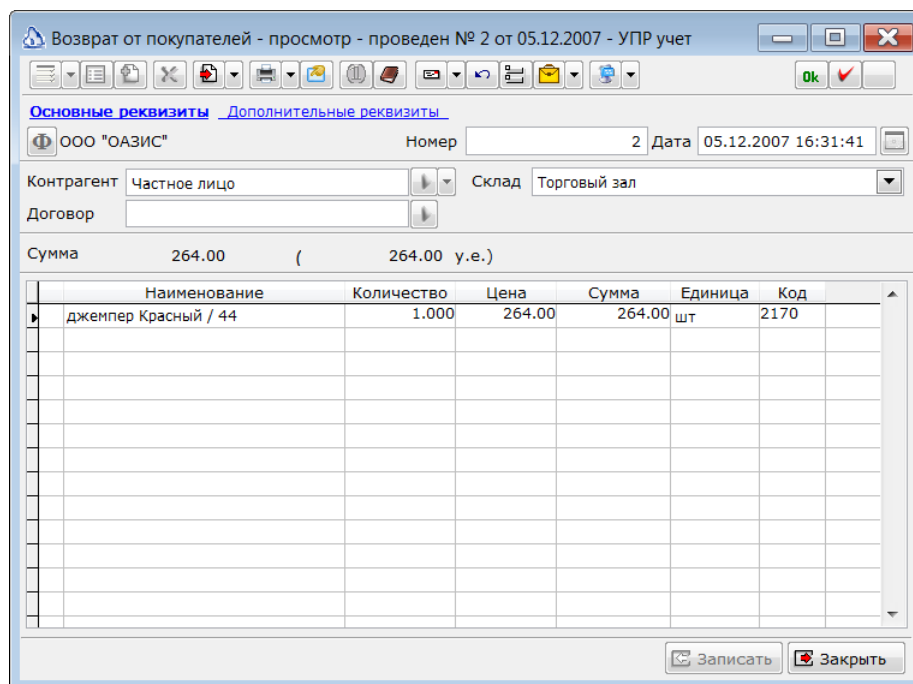 Возврат от покупателей - просмотр - проведен № 2 от 05.12.2007 - УПР учет
Ok
Основные реквизиты Дополнительные реквизиты
Ф ООО "ОАЗИС" Номер 2 Дата 05.12.2007 16:31:41
Контрагент Частное лицо Склад Торговый зал
Договор
Сумма 264.00 ( 264.00 у.е.)
Наименование Количество Цена Сумма Единица Код
джемпер Красный / 44 1.000 264.00 264.00 шт 2170
Записать Закрыть